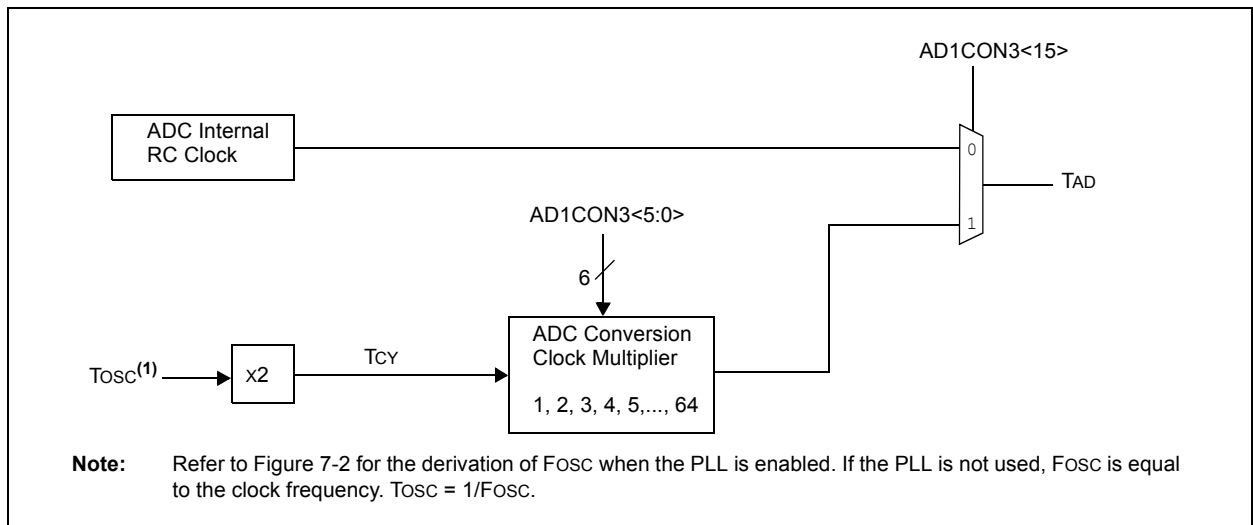 AD1CON3<15>
ADC Internal
RC Clock
0
TAD
AD1CON3<5:0>
1
6
ADC Conversion
Clock Multiplier
TOSC(1)
X2
TCY
1, 2, 3, 4, 5,..., 64
Note: Refer to Figure 7-2 for the derivation of FOSC when the PLL is enabled. If the PLL is not used, FOSC is equal
to the clock frequency. TOSC = 1/FOSC.